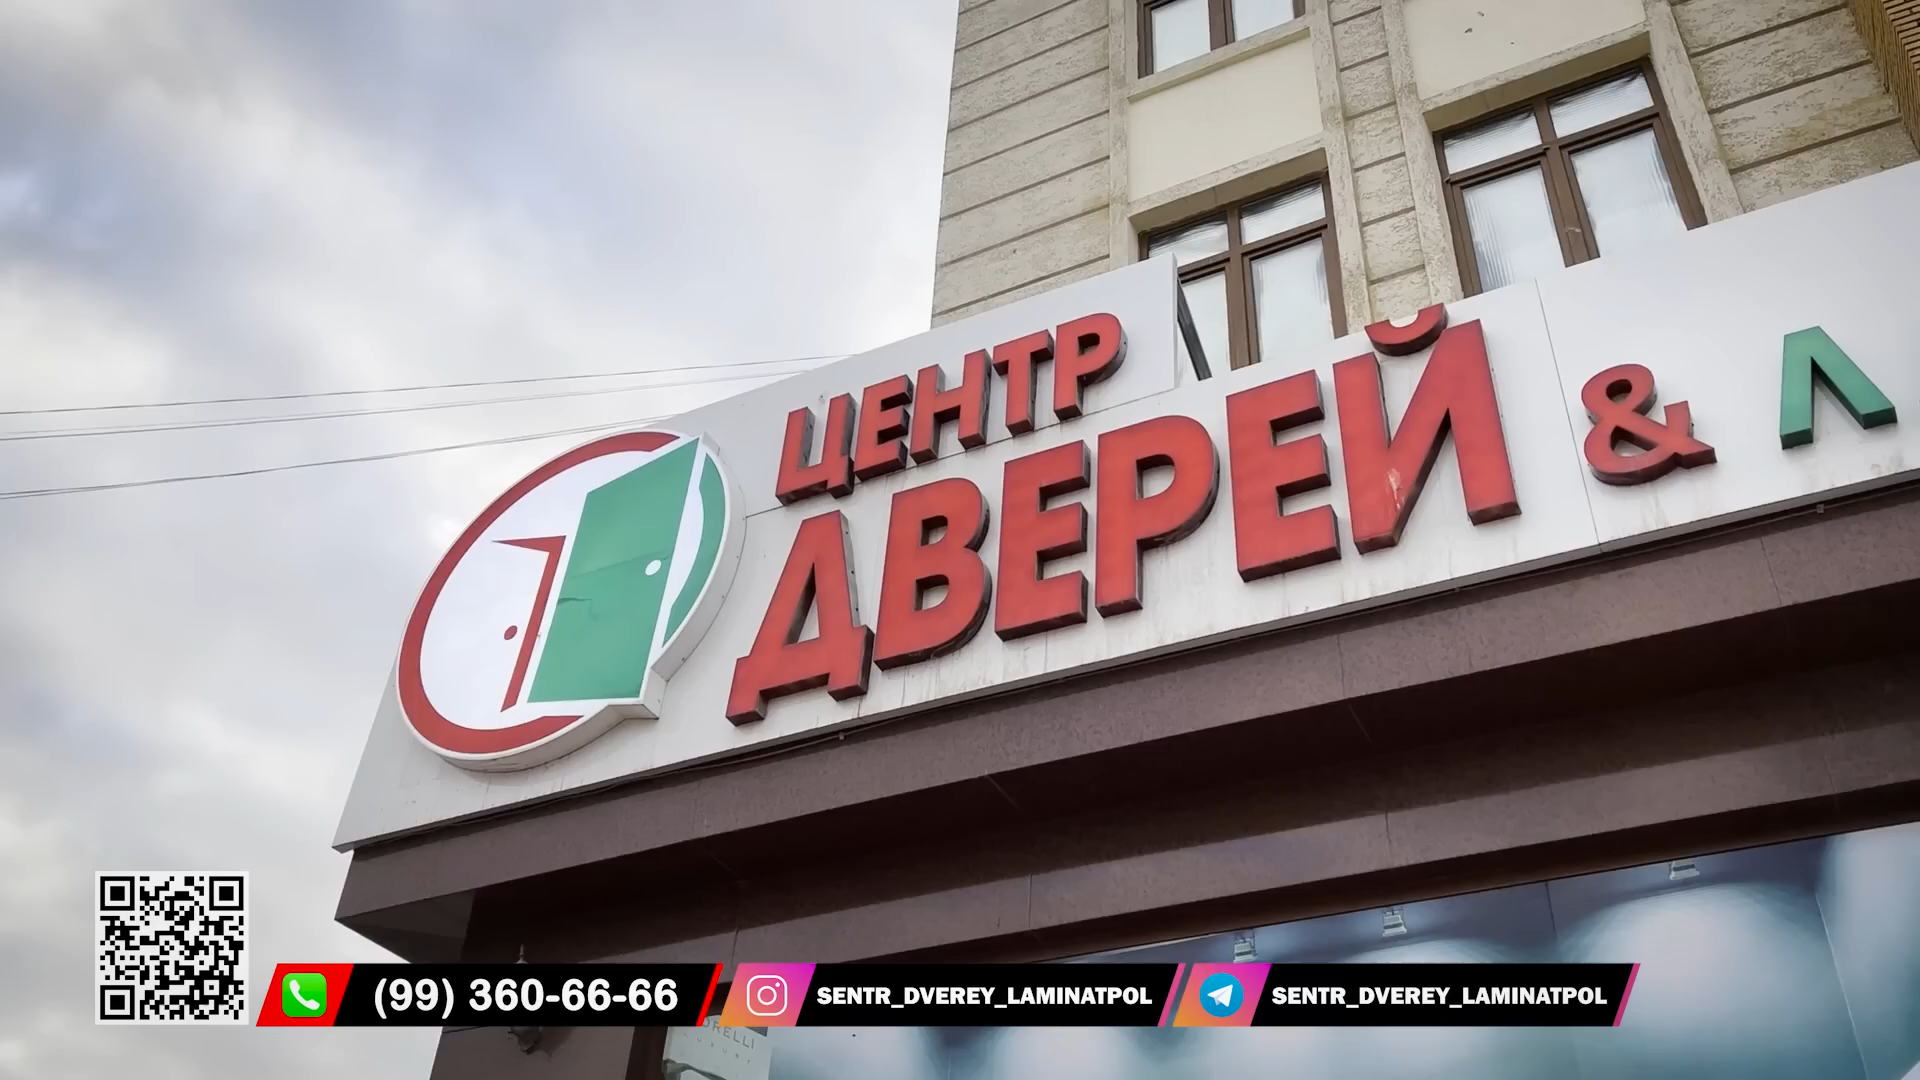 ЦЕНТР
ДВЕРЕЙ & Л
(99) 360-66-66
SENTR_DVEREY_LAMINATPOL
SENTR_DVEREY_LAMINATPOL